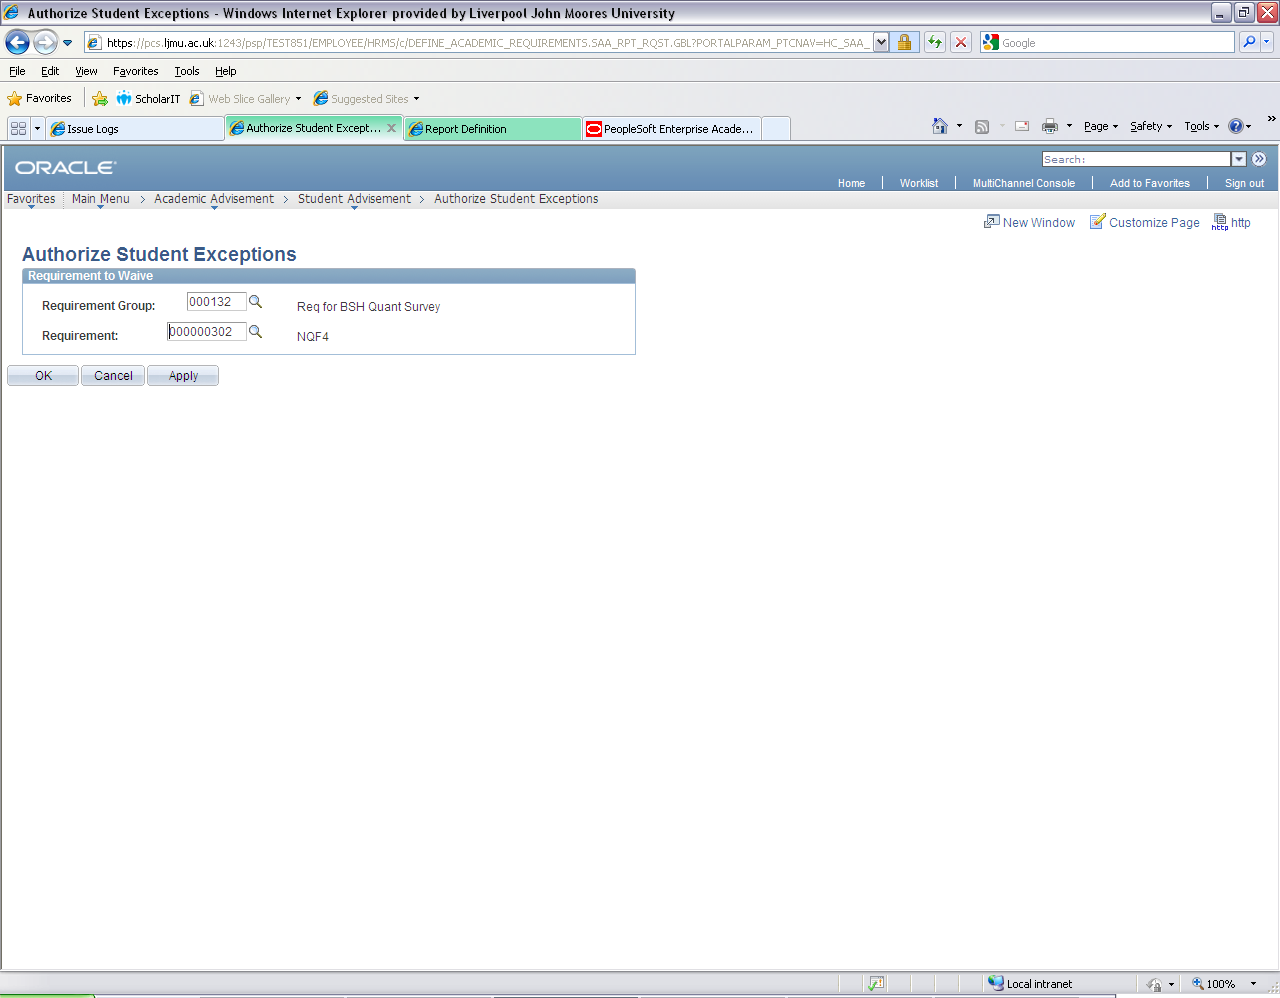 Authorize Student Exceptions - Windows Internet Explorer provided by Liverpool John Moores University
https://pcs.ljmu.ac.uk:1243/psp/TEST851/EMPLOYEE/HRMS/c/DEFINE_ACADEMIC_REQUIREMENTS.SAA_RPT_RQST.GBL?PORTALPARAM_PTCNAV=HC_SAA_
Google
File Edit View Favorites Tools Help
Favorites ScholarIT Web Slice Gallery Suggested Sites
Issue Logs Authorize Student Except... Report Definition PeopleSoft Enterprise Acade... Page Safety Tools
ORACLE
Search:
Home Worklist MultiChannel Console Add to Favorites Sign out
Favorites Main Menu > Academic Advisement > Student Advisement > Authorize Student Exceptions
New Window Customize Page http
Authorize Student Exceptions
Requirement to Waive
Requirement Group: 000132 Req for BSH Quant Survey
Requirement: 000000302 NQF4
OK Cancel Apply
Local intranet 100%